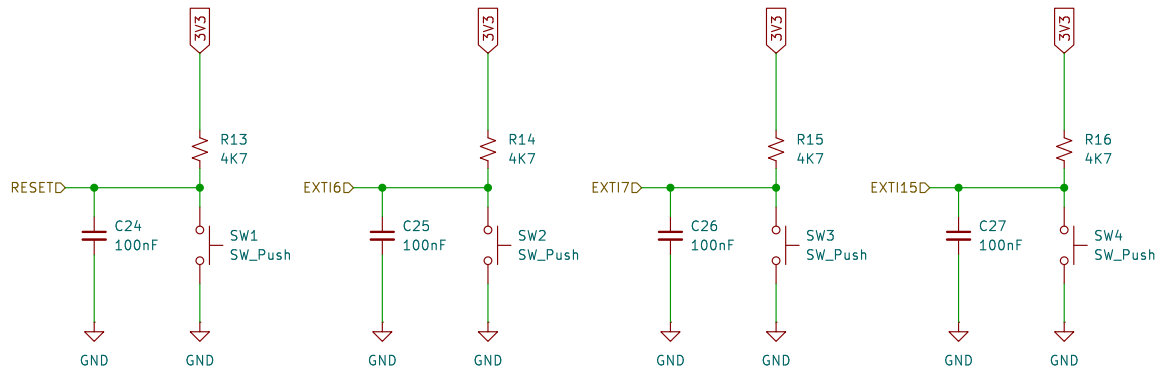 3V3
3V3
3V3
3V3
R13
4K7
R14
4K7
R15
4K7
R16
4K7
RESET
EXTI6
EXTI7
EXTI15
C24
100nF
SW1
SW_Push
C25
100nF
SW2
SW_Push
C26
100nF
SW3
SW_Push
C27
100nF
SW4
SW_Push
GND
GND
GND
GND
GND
GND
GND
GND